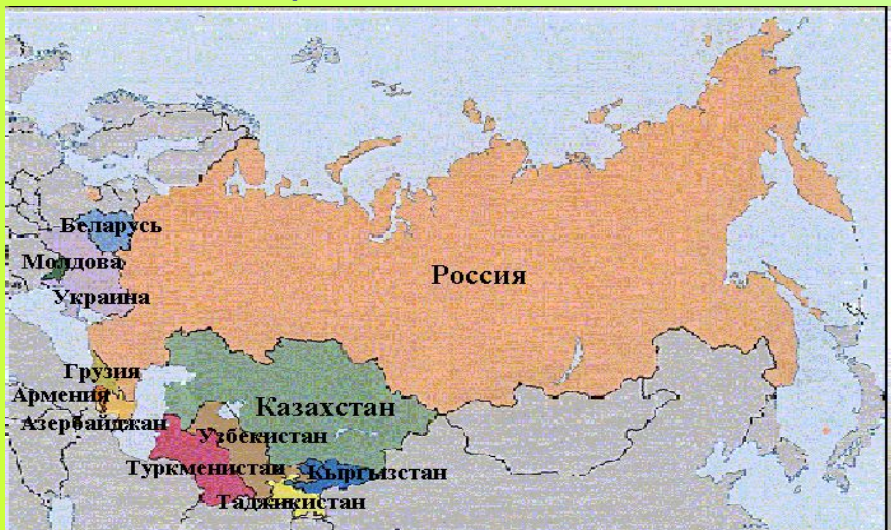 Беларусь
Молдова
Украина
Россия
Грузия
Армения
Азербайджан
Казахстан
Узбекистан
Туркменистан
Кыргызстан
Таджикистан